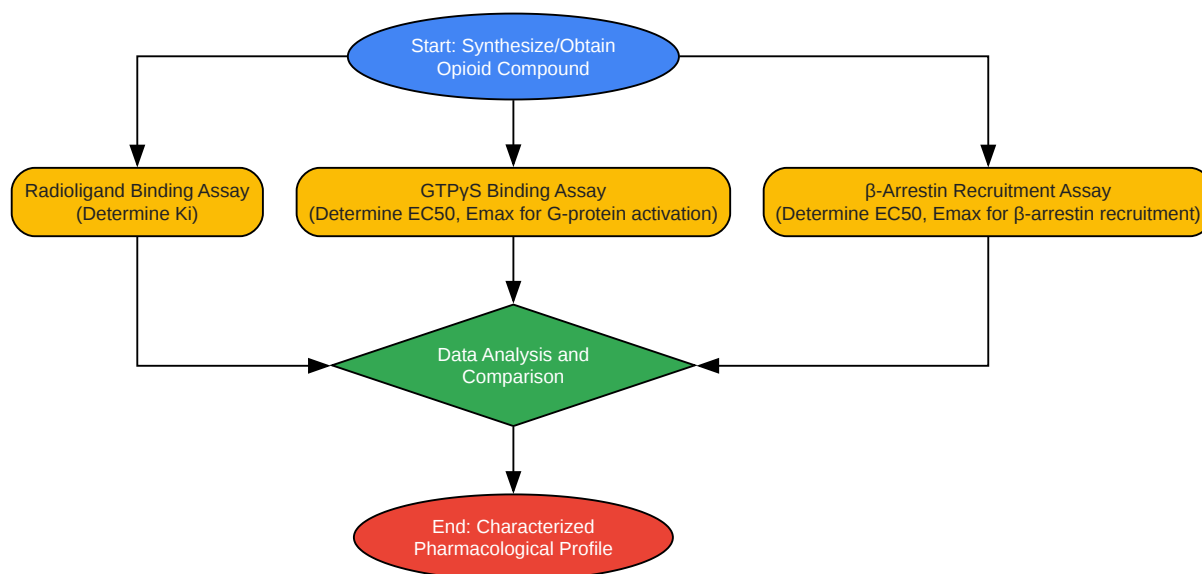 Start: Synthesize/Obtain
Opioid Compound
Radioligand Binding Assay
(Determine Ki)
GTPγS Binding Assay
(Determine EC50, Emax for G-protein activation)
β-Arrestin Recruitment Assay
(Determine EC50, Emax for β-arrestin recruitment)
Data Analysis and
Comparison
End: Characterized
Pharmacological Profile